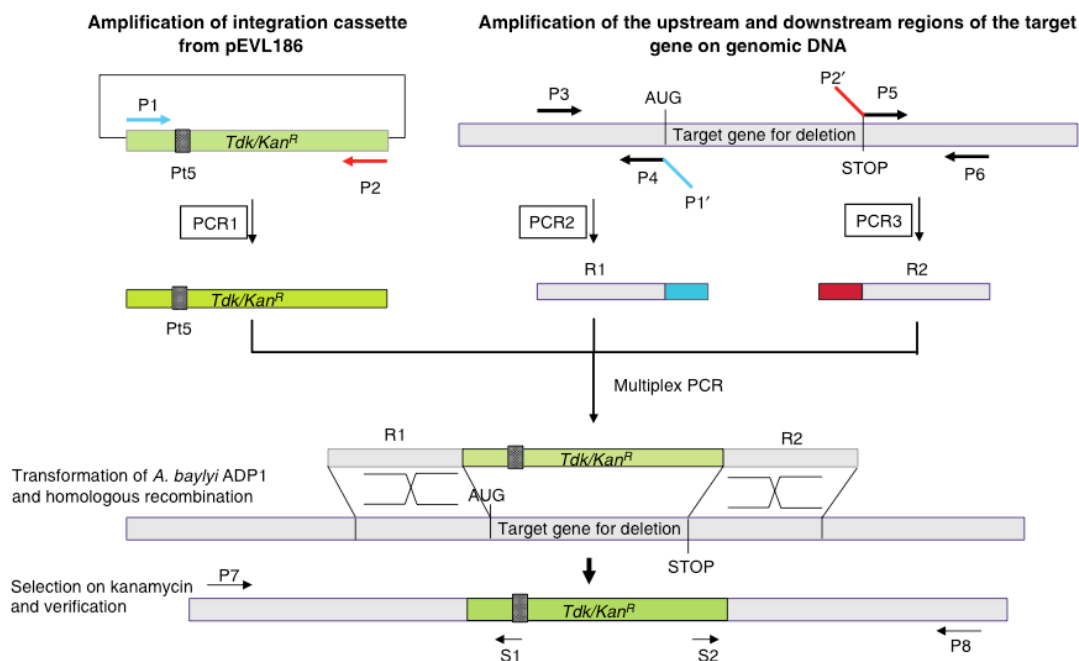 Amplification of integration cassette
from pEVL186
Amplification of the upstream and downstream regions of the target
gene on genomic DNA
P1
Tdk/Kanᴿ
Pt5
P2
P3
AUG
P2′
P5
Target gene for deletion
P4
P1′
STOP
P6
PCR1
PCR2
PCR3
Tdk/Kanᴿ
Pt5
R1
R2
Multiplex PCR
R1
R2
Tdk/Kanᴿ
Transformation of A. baylyi ADP1
and homologous recombination
AUG
Target gene for deletion
STOP
Selection on kanamycin
and verification
P7
Tdk/Kanᴿ
S1
S2
P8